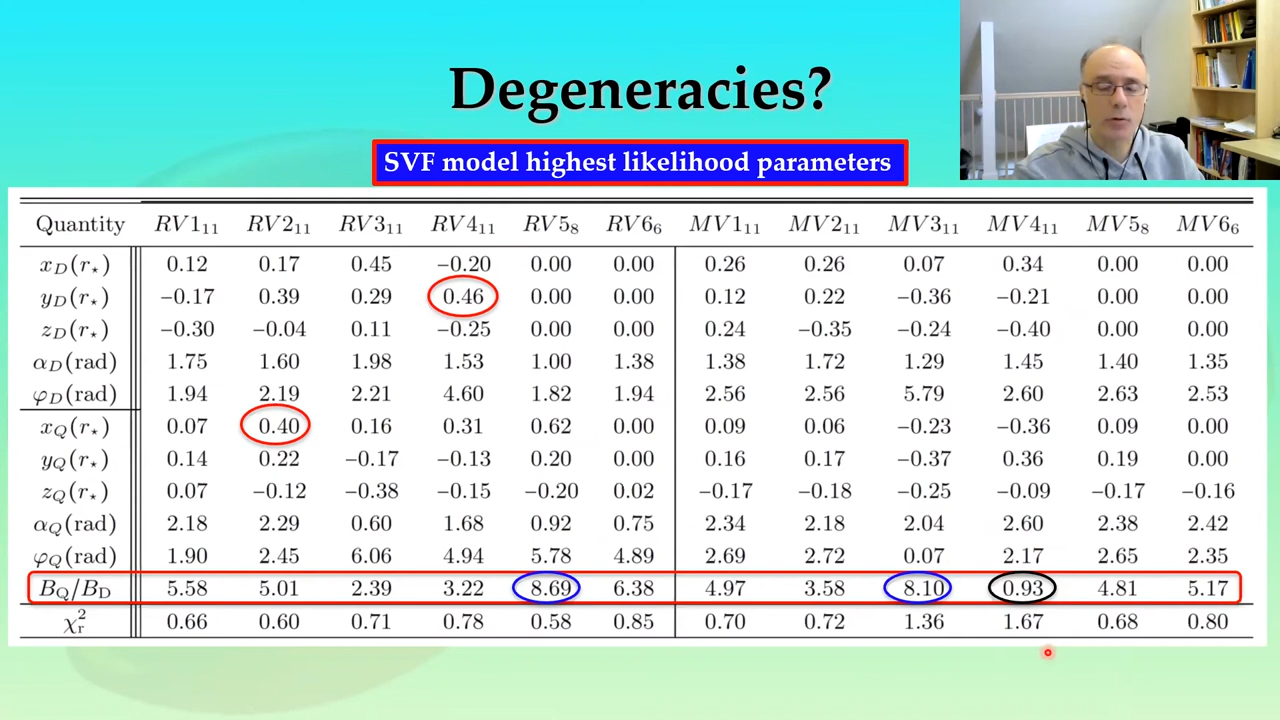 Degeneracies?
SVF model highest likelihood parameters
Quantity RV1₁₁ RV2₁₁ RV3₁₁ RV4₁₁ RV5₈ RV6₆ MV1₁₁ MV2₁₁ MV3₁₁ MV4₁₁ MV5₈ MV6₆
x_D(r⋆) 0.12 0.17 0.45 −0.20 0.00 0.00 0.26 0.26 0.07 0.34 0.00 0.00
y_D(r⋆) −0.17 0.39 0.29 0.46 0.00 0.00 0.12 0.22 −0.36 −0.21 0.00 0.00
z_D(r⋆) −0.30 −0.04 0.11 −0.25 0.00 0.00 0.24 −0.35 −0.24 −0.40 0.00 0.00
α_D(rad) 1.75 1.60 1.98 1.53 1.00 1.38 1.38 1.72 1.29 1.45 1.40 1.35
φ_D(rad) 1.94 2.19 2.21 4.60 1.82 1.94 2.56 2.56 5.79 2.60 2.63 2.53
x_Q(r⋆) 0.07 0.40 0.16 0.31 0.62 0.00 0.09 0.06 −0.23 −0.36 0.09 0.00
y_Q(r⋆) 0.14 0.22 −0.17 −0.13 0.20 0.00 0.16 0.17 −0.37 0.36 0.19 0.00
z_Q(r⋆) 0.07 −0.12 −0.38 −0.15 −0.20 0.02 −0.17 −0.18 −0.25 −0.09 −0.17 −0.16
α_Q(rad) 2.18 2.29 0.60 1.68 0.92 0.75 2.34 2.18 2.04 2.60 2.38 2.42
φ_Q(rad) 1.90 2.45 6.06 4.94 5.78 4.89 2.69 2.72 0.07 2.17 2.65 2.35
B_Q/B_D 5.58 5.01 2.39 3.22 8.69 6.38 4.97 3.58 8.10 0.93 4.81 5.17
χ²_r 0.66 0.60 0.71 0.78 0.58 0.85 0.70 0.72 1.36 1.67 0.68 0.80